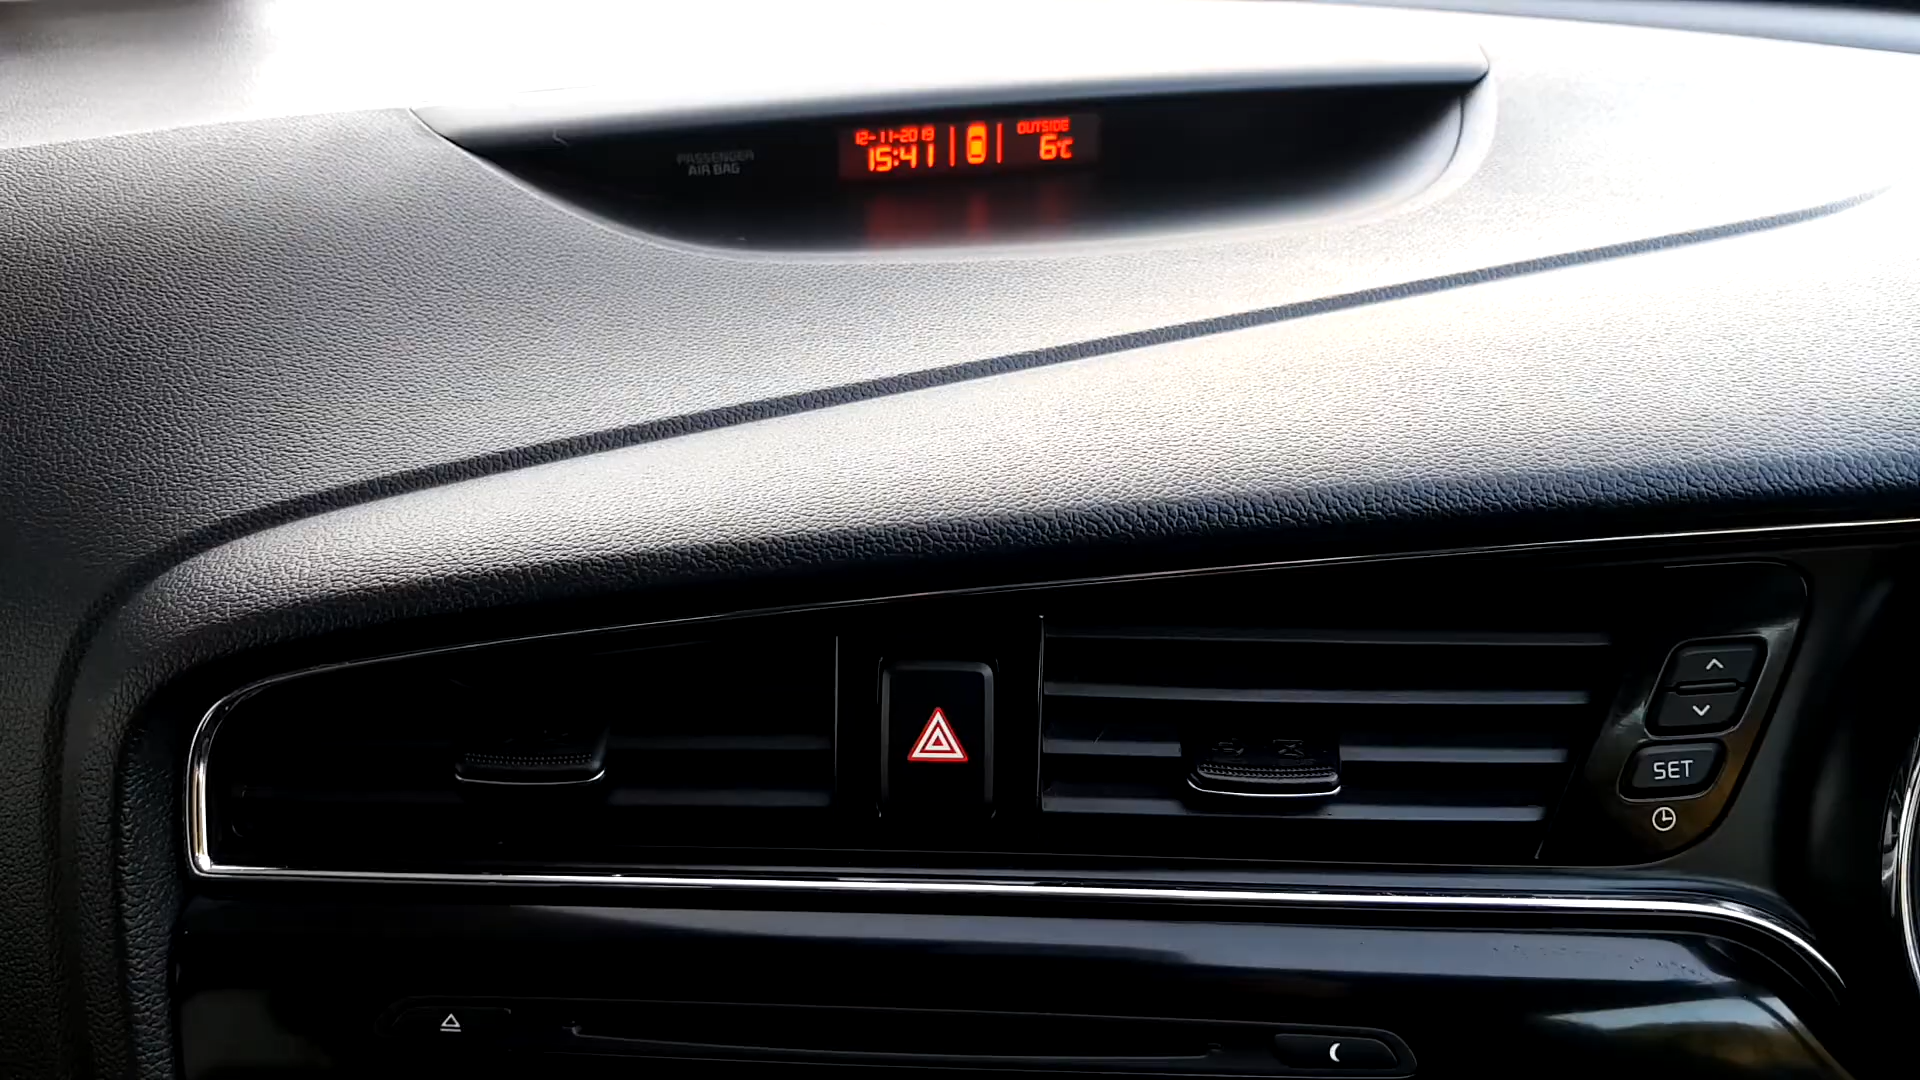 12-11-2019
15:41
OUTSIDE
6°C
PASSENGER
AIR BAG
SET